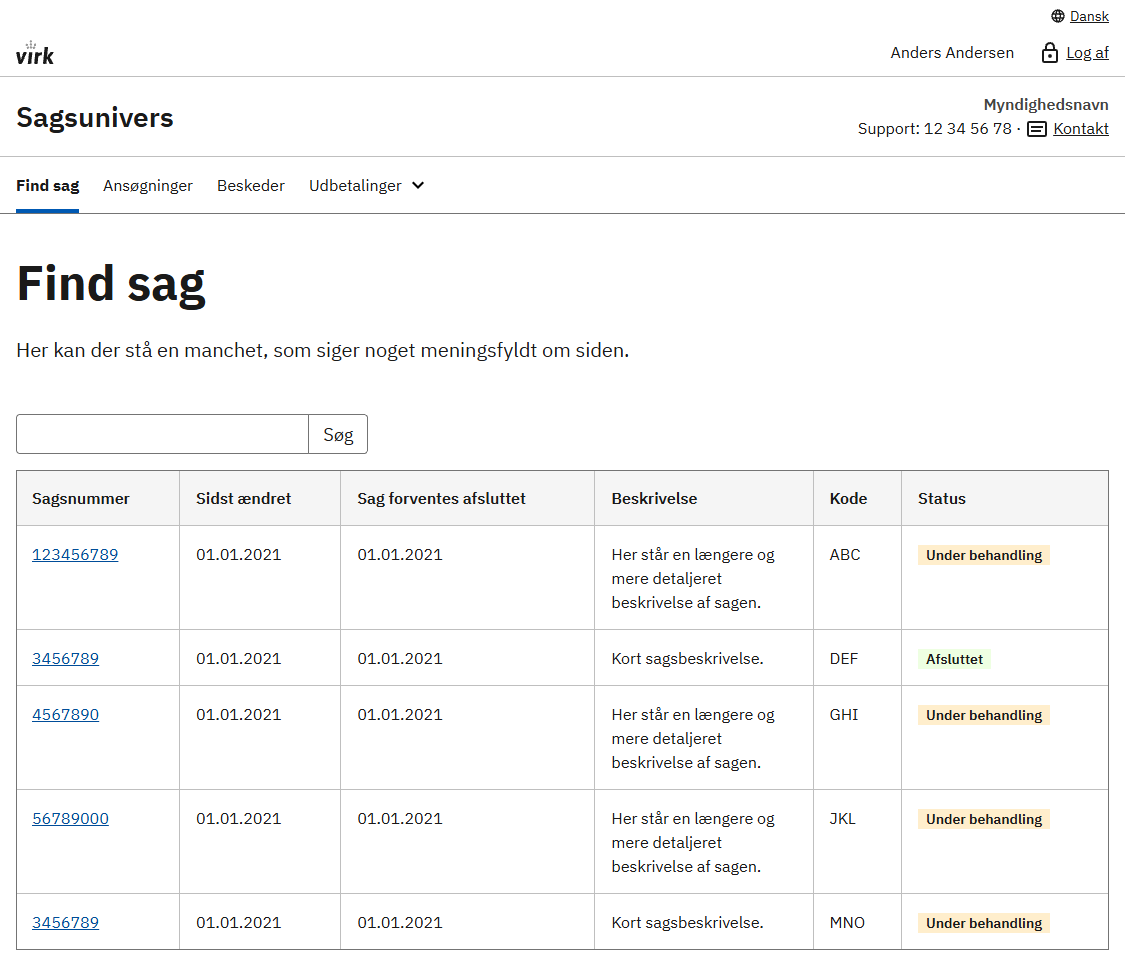 Dansk
virk
Anders Andersen Log af
Sagsunivers
Myndighedsnavn
Support: 12 34 56 78 · Kontakt
Find sag Ansøgninger Beskeder Udbetalinger
Find sag
Her kan der stå en manchet, som siger noget meningsfyldt om siden.
Søg
Sagsnummer Sidst ændret Sag forventes afsluttet Beskrivelse Kode Status
123456789 01.01.2021 01.01.2021 Her står en længere og ABC Under behandling
mere detaljeret
beskrivelse af sagen.
3456789 01.01.2021 01.01.2021 Kort sagsbeskrivelse. DEF Afsluttet
4567890 01.01.2021 01.01.2021 Her står en længere og GHI Under behandling
mere detaljeret
beskrivelse af sagen.
56789000 01.01.2021 01.01.2021 Her står en længere og JKL Under behandling
mere detaljeret
beskrivelse af sagen.
3456789 01.01.2021 01.01.2021 Kort sagsbeskrivelse. MNO Under behandling